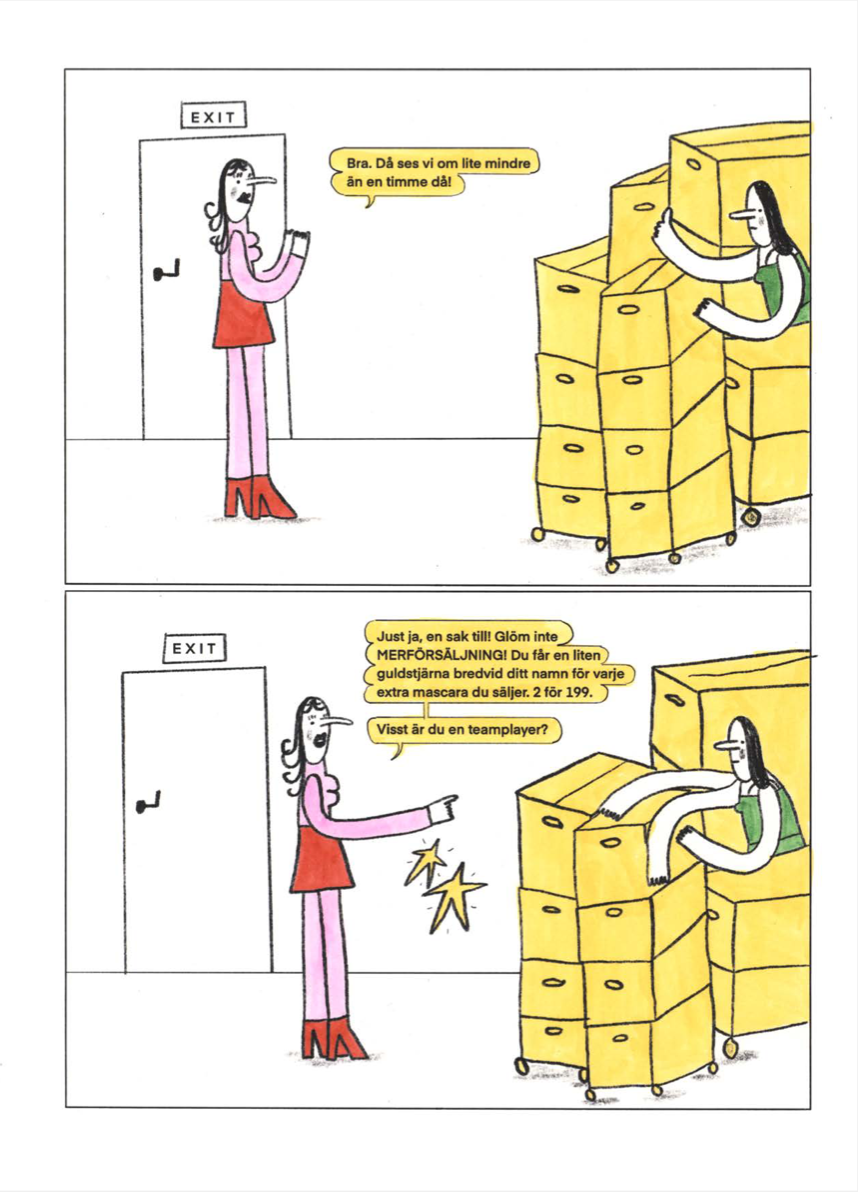 EXIT
Bra. Då ses vi om lite mindre
än en timme då!
EXIT
Just ja, en sak till! Glöm inte
MERFÖRSÄLJNING! Du får en liten
guldstjärna bredvid ditt namn för varje
extra mascara du säljer. 2 för 199.
Visst är du en teamplayer?